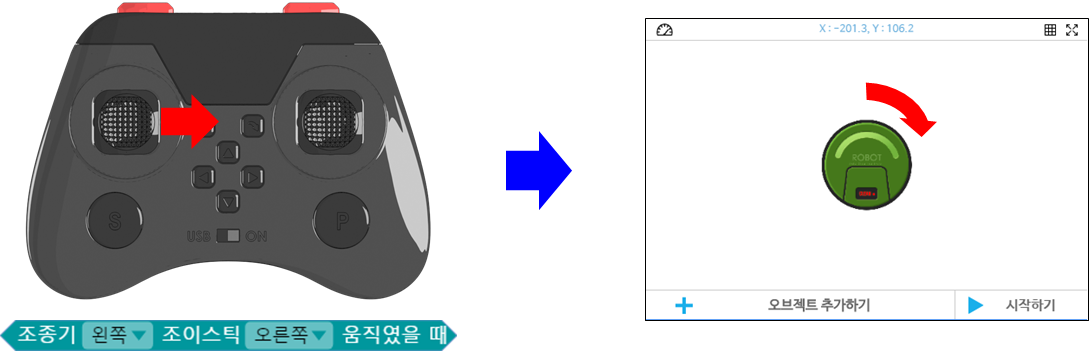 X : -201.3, Y : 106.2
ROBOT
S
P
USB ON
오브젝트 추가하기
시작하기
조종기 왼쪽▼ 조이스틱 오른쪽▼ 움직였을 때